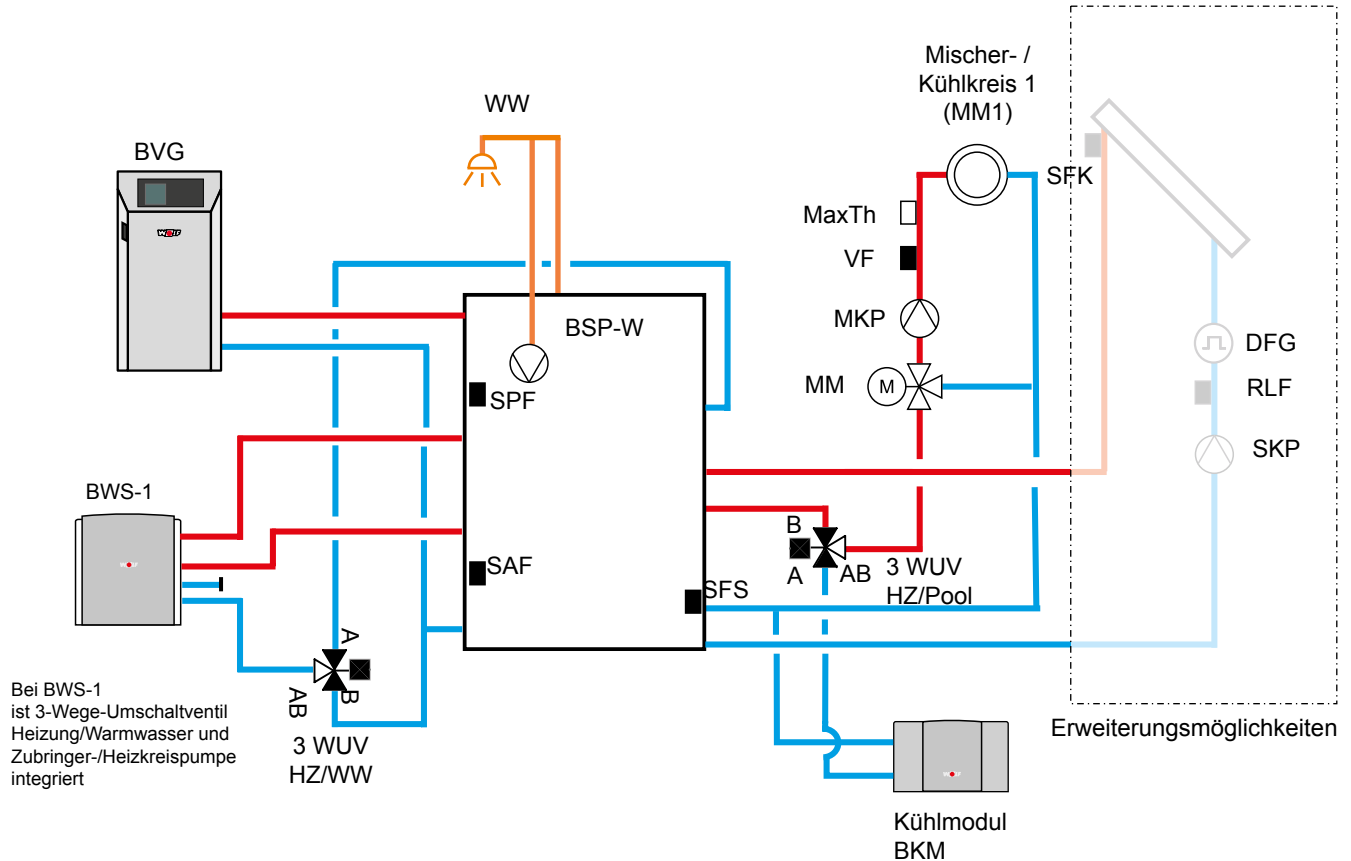 Mischer- /
Kühlkreis 1
(MM1)
WW
BVG
WOLF
SFK
MaxTh
VF
BSP-W
MKP
DFG
MM
M
RLF
SPF
SKP
BWS-1
B
A
AB
3 WUV
HZ/Pool
SAF
SFS
A
B
AB
Bei BWS-1
ist 3-Wege-Umschaltventil
Heizung/Warmwasser und
Zubringer-/Heizkreispumpe
integriert
3 WUV
HZ/WW
Erweiterungsmöglichkeiten
Kühlmodul
BKM